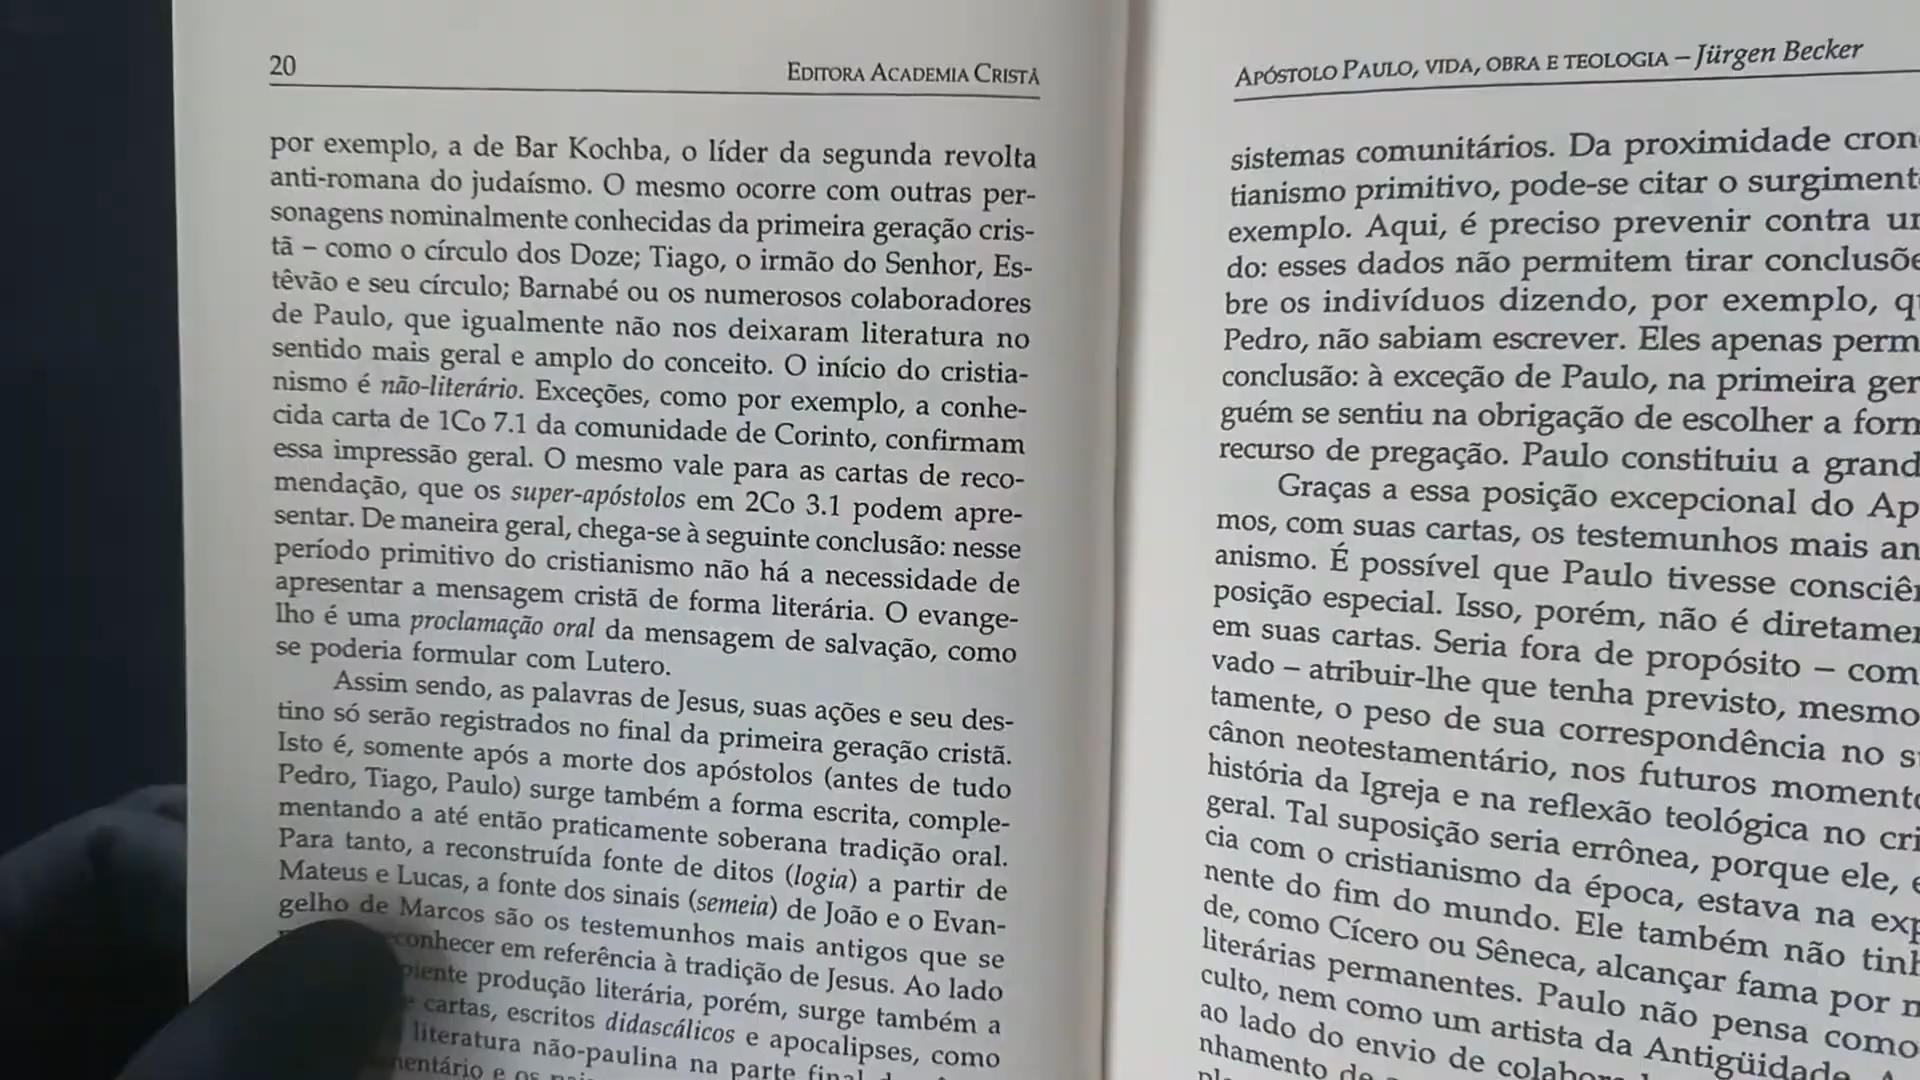 20
EDITORA ACADEMIA CRISTÃ
por exemplo, a de Bar Kochba, o líder da segunda revolta
anti-romana do judaísmo. O mesmo ocorre com outras per-
sonagens nominalmente conhecidas da primeira geração cris-
tã – como o círculo dos Doze; Tiago, o irmão do Senhor, Es-
têvão e seu círculo; Barnabé ou os numerosos colaboradores
de Paulo, que igualmente não nos deixaram literatura no
sentido mais geral e amplo do conceito. O início do cristia-
nismo é não-literário. Exceções, como por exemplo, a conhe-
cida carta de 1Co 7.1 da comunidade de Corinto, confirmam
essa impressão geral. O mesmo vale para as cartas de reco-
mendação, que os super-apóstolos em 2Co 3.1 podem apre-
sentar. De maneira geral, chega-se à seguinte conclusão: nesse
período primitivo do cristianismo não há a necessidade de
apresentar a mensagem cristã de forma literária. O evange-
lho é uma proclamação oral da mensagem de salvação, como
se poderia formular com Lutero.
Assim sendo, as palavras de Jesus, suas ações e seu des-
tino só serão registrados no final da primeira geração cristã.
Isto é, somente após a morte dos apóstolos (antes de tudo
Pedro, Tiago, Paulo) surge também a forma escrita, comple-
mentando a até então praticamente soberana tradição oral.
Para tanto, a reconstruída fonte de ditos (logia) a partir de
Mateus e Lucas, a fonte dos sinais (semeia) de João e o Evan-
gelho de Marcos são os testemunhos mais antigos que se
conhecer em referência à tradição de Jesus. Ao lado
piente produção literária, porém, surge também a
cartas, escritos didascálicos e apocalipses, como
literatura não-paulina na parte final
mentário e os
APÓSTOLO PAULO, VIDA, OBRA E TEOLOGIA – Jürgen Becker
sistemas comunitários. Da proximidade cron
tianismo primitivo, pode-se citar o surgiment
exemplo. Aqui, é preciso prevenir contra u
do: esses dados não permitem tirar conclusõe
bre os indivíduos dizendo, por exemplo, q
Pedro, não sabiam escrever. Eles apenas perm
conclusão: à exceção de Paulo, na primeira ger
guém se sentiu na obrigação de escolher a form
recurso de pregação. Paulo constituiu a grand
Graças a essa posição excepcional do Ap
mos, com suas cartas, os testemunhos mais an
anismo. É possível que Paulo tivesse consciên
posição especial. Isso, porém, não é diretamen
em suas cartas. Seria fora de propósito – com
vado – atribuir-lhe que tenha previsto, mesmo
tamente, o peso de sua correspondência no s
cânon neotestamentário, nos futuros momento
história da Igreja e na reflexão teológica no cri
geral. Tal suposição seria errônea, porque ele, e
cia com o cristianismo da época, estava na exp
nente do fim do mundo. Ele também não tinh
de, como Cícero ou Sêneca, alcançar fama por m
literárias permanentes. Paulo não pensa como
culto, nem como um artista da Antigüidade.
ao lado do envio de colabora
nhamento de